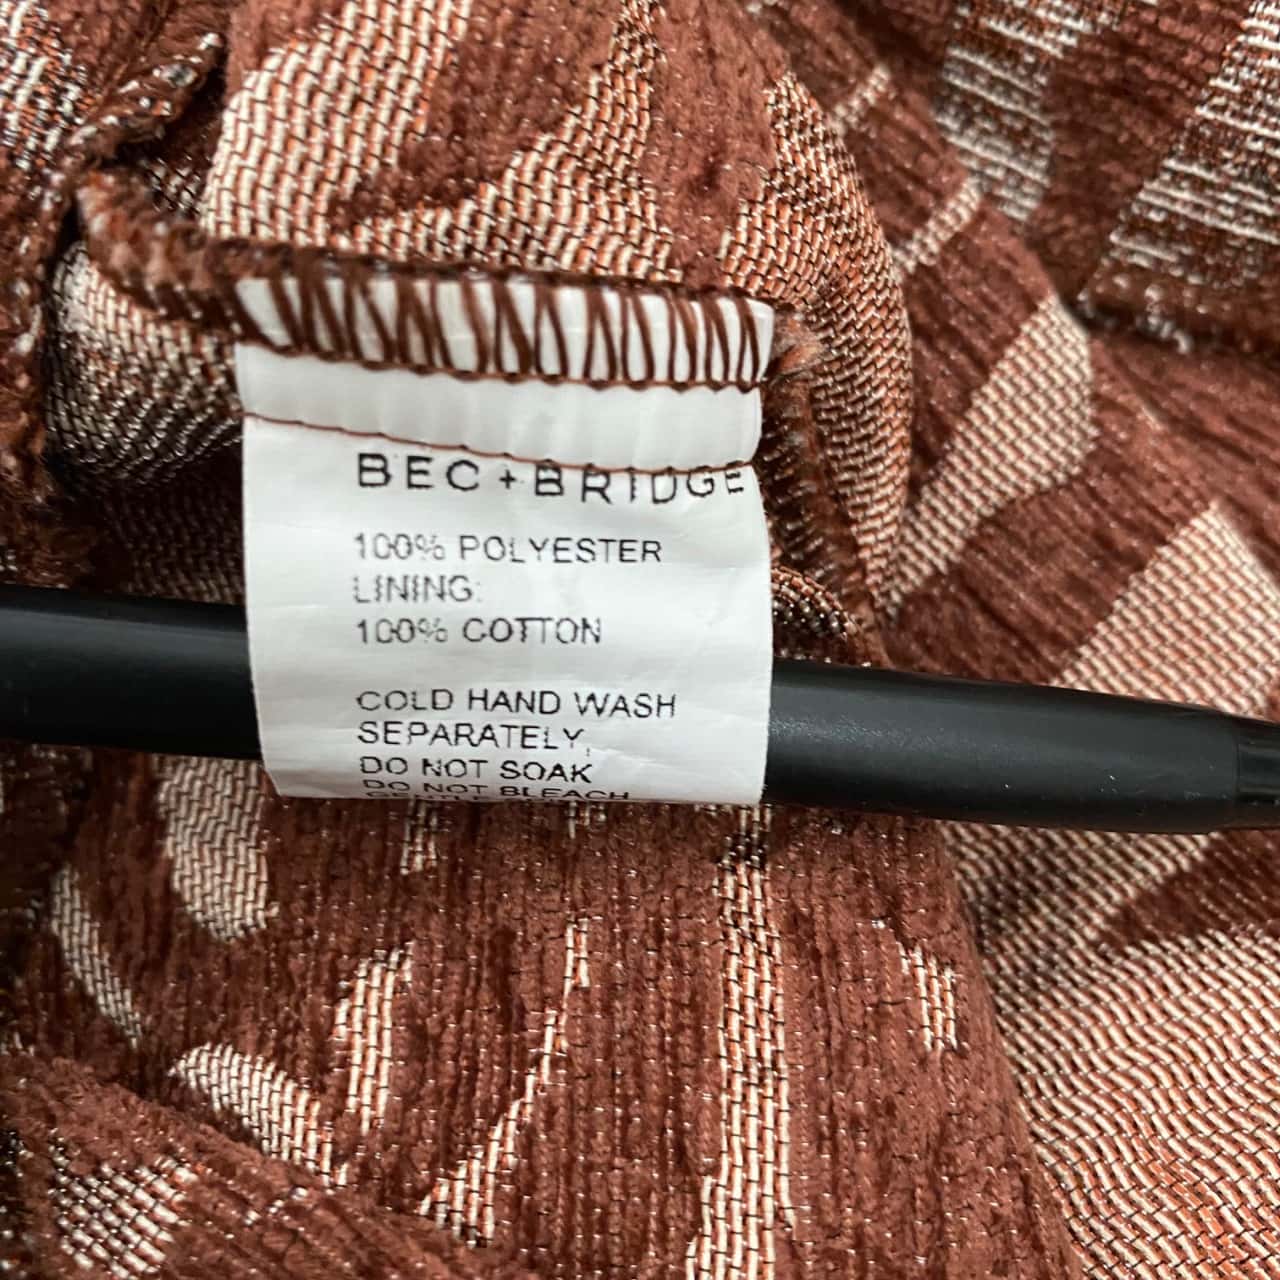 BEC + BRIDGE
100% POLYESTER
LINING:
100% COTTON
COLD HAND WASH
SEPARATELY,
DO NOT SOAK
DO NOT BLEACH